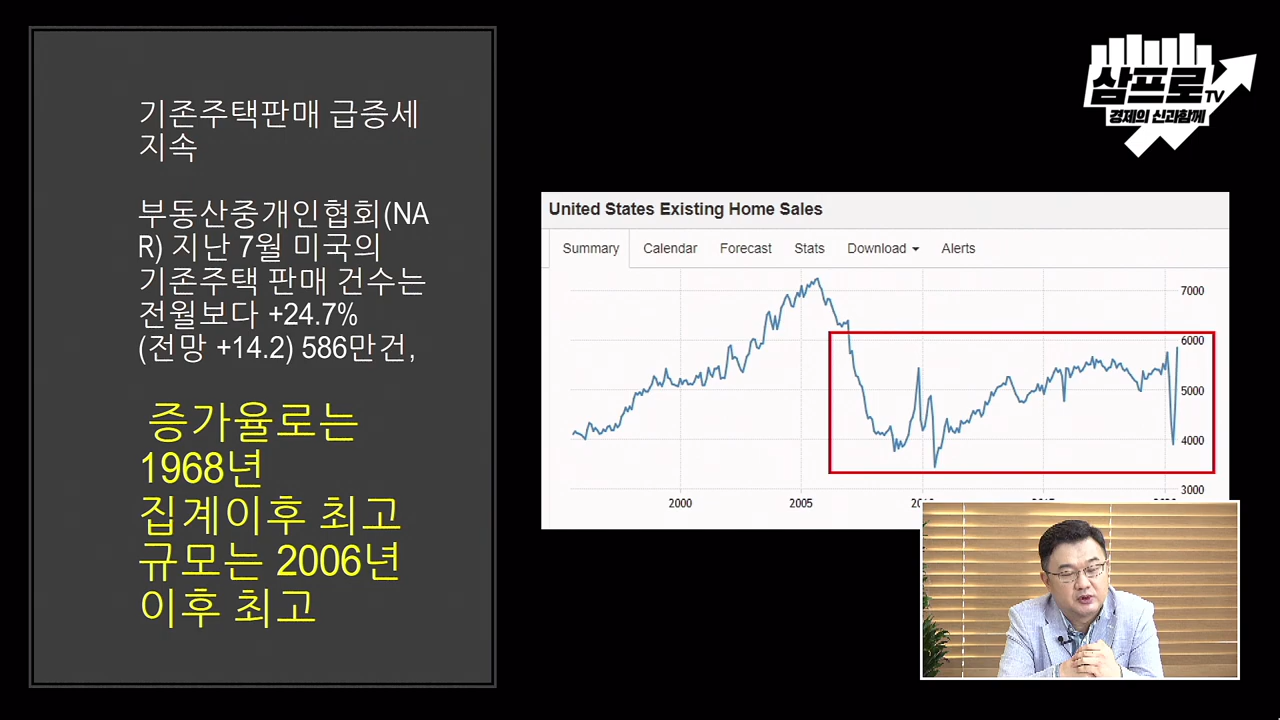 기존주택판매 급증세
지속
부동산중개인협회(NA
R) 지난 7월 미국의
기존주택 판매 건수는
전월보다 +24.7%
(전망 +14.2) 586만건,
증가율로는
1968년
집계이후 최고
규모는 2006년
이후 최고
삼프로TV
경제의 신과함께
United States Existing Home Sales
Summary Calendar Forecast Stats Download Alerts
7000
6000
5000
4000
3000
2000 2005